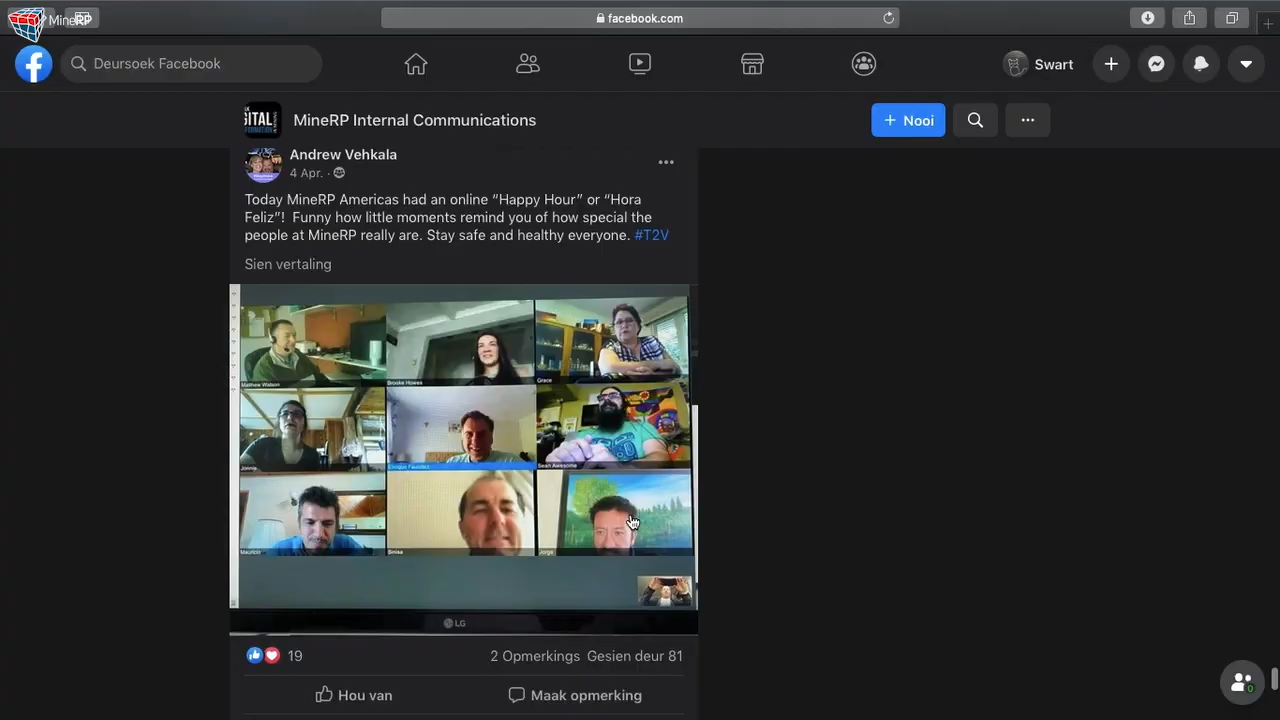 MineRP
facebook.com
Deursoek Facebook
Swart
ITAL
MineRP Internal Communications
Nooi
Andrew Vehkala
4 Apr. ·
Today MineRP Americas had an online “Happy Hour” or “Hora
Feliz”! Funny how little moments remind you of how special the
people at MineRP really are. Stay safe and healthy everyone. #T2V
Sien vertaling
Matthew Watson
Brooke Howes
Grace
Sean Awesome
Mauricio
Sinisa
Jorge
LG
19
2 Opmerkings Gesien deur 81
Hou van
Maak opmerking
0